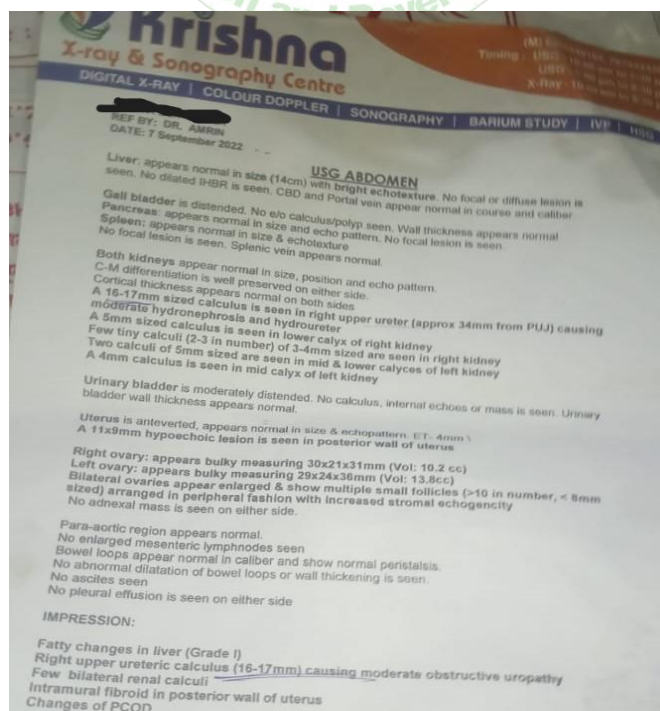 Krishna
X-ray & Sonography Centre
DIGITAL X-RAY | COLOUR DOPPLER | SONOGRAPHY | BARIUM STUDY | IVP | HSG
REF BY: DR. AMRIN
DATE: 7 September 2022
USG ABDOMEN
Liver: appears normal in size (14cm) with bright echotexture. No focal or diffuse lesion is
seen. No dilated IHBR is seen. CBD and Portal vein appear normal in course and caliber
Gall bladder is distended. No e/o calculus/polyp seen. Wall thickness appears normal
Pancreas: appears normal in size and echo pattern. No focal lesion is seen.
Spleen: appears normal in size & echotexture
No focal lesion is seen. Splenic vein appears normal.
Both kidneys appear normal in size, position and echo pattern.
C-M differentiation is well preserved on either side.
Cortical thickness appears normal on both sides
A 16-17mm sized calculus is seen in right upper ureter (approx 34mm from PUJ) causing
moderate hydronephrosis and hydroureter
A 5mm sized calculus is seen in lower calyx of right kidney
Few tiny calculi (2-3 in number) of 3-4mm sized are seen in right kidney
Two calculi of 5mm sized are seen in mid & lower calyces of left kidney
A 4mm calculus is seen in mid calyx of left kidney
Urinary bladder is moderately distended. No calculus, internal echoes or mass is seen. Urinary
bladder wall thickness appears normal.
Uterus is anteverted, appears normal in size & echopattern. ET- 4mm
A 11x9mm hypoechoic lesion is seen in posterior wall of uterus
Right ovary: appears bulky measuring 30x21x31mm (Vol: 10.2 cc)
Left ovary: appears bulky measuring 29x24x36mm (Vol: 13.8cc)
Bilateral ovaries appear enlarged & show multiple small follicles (>10 in number, < 8mm
sized) arranged in peripheral fashion with increased stromal echogencity
No adnexal mass is seen on either side.
Para-aortic region appears normal.
No enlarged mesenteric lymphnodes seen
Bowel loops appear normal in caliber and show normal peristalsis.
No abnormal dilatation of bowel loops or wall thickening is seen.
No ascites seen
No pleural effusion is seen on either side
IMPRESSION:
Fatty changes in liver (Grade I)
Right upper ureteric calculus (16-17mm) causing moderate obstructive uropathy
Few bilateral renal calculi
Intramural fibroid in posterior wall of uterus
Changes of PCOD